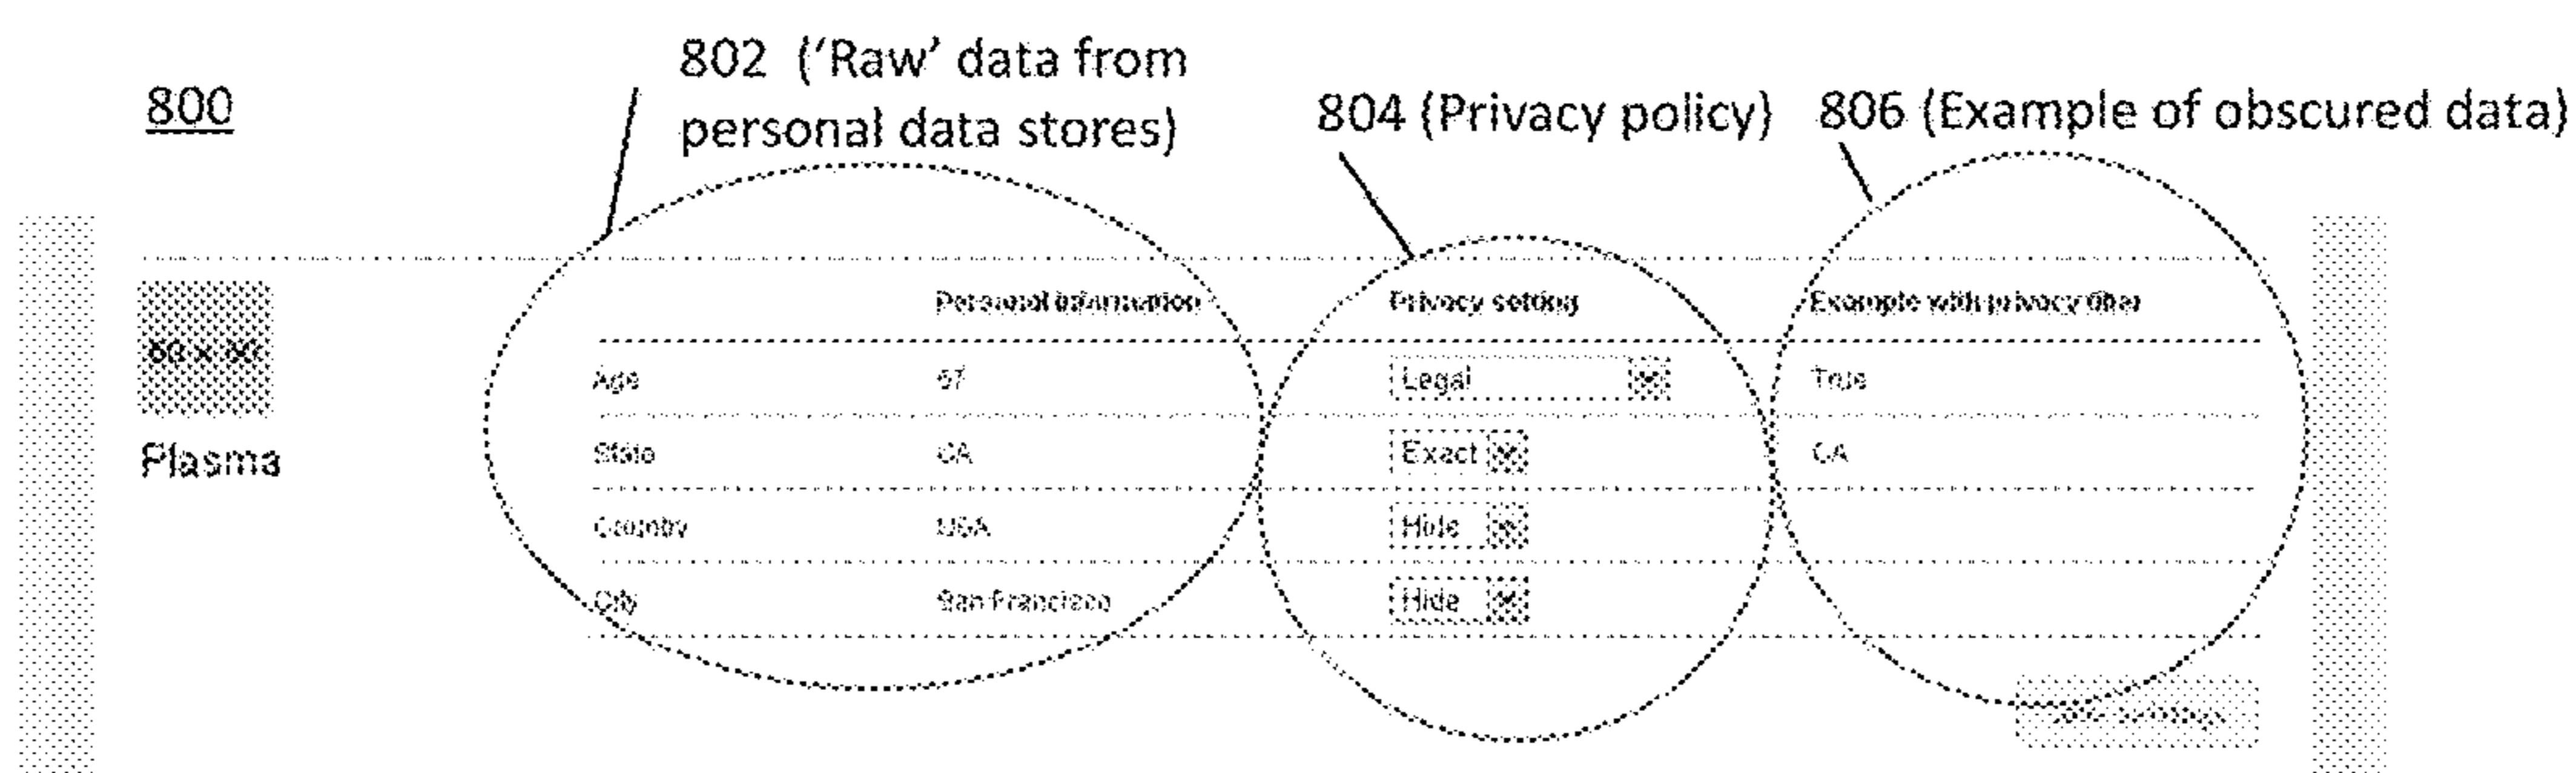 800
802 ('Raw' data from
personal data stores)
804 (Privacy policy)
806 (Example of obscured data)
Personal information Privacy setting Example with privacy filter
Age Legal True
State CA Exact CA
Country USA Hide
City San Francisco Hide
Plasma